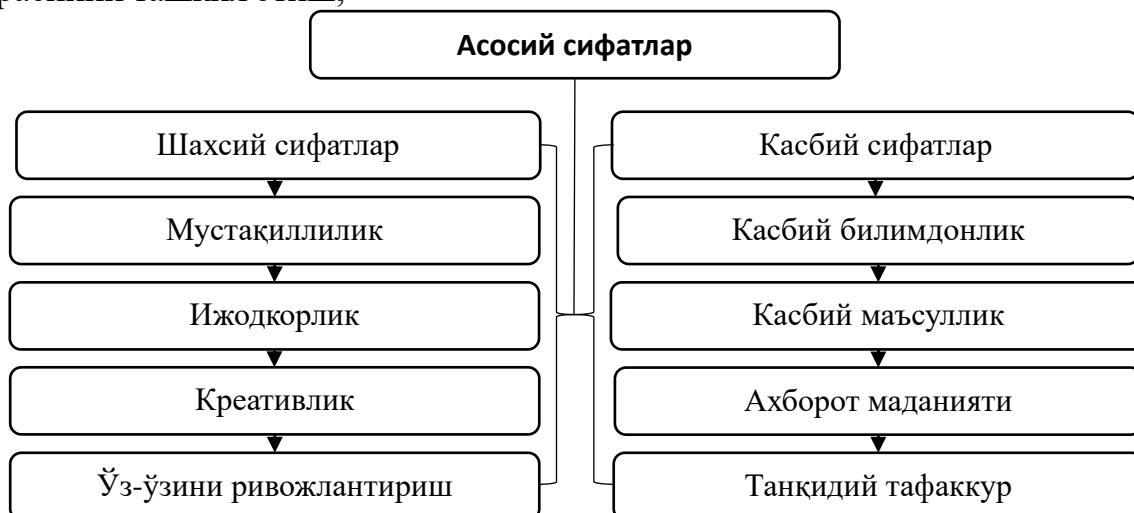 Асосий сифатлар
Шахсий сифатлар
Мустақиллилик
Ижодкорлик
Креативлик
Ўз-ўзини ривожлантириш
Касбий сифатлар
Касбий билимдонлик
Касбий маъсуллик
Ахборот маданияти
Танқидий тафаккур